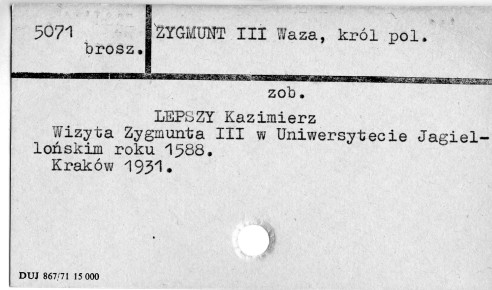 5071 ZYGMUNT III Waza, król pol.
brosz.
zob.
LEPSZY Kazimierz
Wizyta Zygmunta III w Uniwersytecie Jagiel-
lońskim roku 1588.
Kraków 1931.
DUJ 867/71 15 000